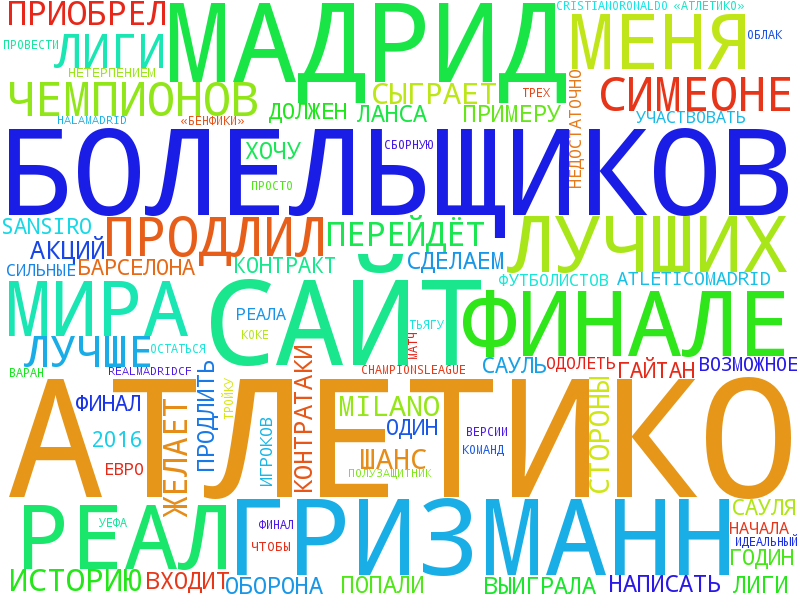 ПРИОБРЕЛ
CRISTIANORONALDO «АТЛЕТИКО»
МАДРИД
МЕНЯ
ПРОВЕСТИ
ЛИГИ
ОБЛАК
НЕТЕРПЕНИЕМ
ЧЕМПИОНОВ
СЫГРАЕТ
ТРЕХ
СИМЕОНЕ
НЕДОСТАТОЧНО
ДОЛЖЕН
ЛАНСА
ПРИМЕРУ
УЧАСТВОВАТЬ
HALAMADRID
«БЕНФИКИ»
БОЛЕЛЬЩИКОВ
ХОЧУ
СБОРНУЮ
ПРОСТО
SANSIRO
ПРОДЛИЛ
ПЕРЕЙДЁТ
ЛУЧШИХ
АКЦИЙ
СИЛЬНЫЕ
БАРСЕЛОНА
КОНТРАКТ
СДЕЛАЕМ
ФУТБОЛИСТОВ
ATLETICOMADRID
МИРА
САЙТ
ФИНАЛЕ
РЕАЛА
КОКЕ
ТЬЯГУ
МАТЧ
ЛУЧШЕ
ОСТАТЬСЯ
ВАРАН
REALMADRIDCF
CHAMPIONSLEAGUE
САУЛЬ
ОДОЛЕТЬ
ГАЙТАН
ВОЗМОЖНОЕ
АТЛЕТИКО
ФИНАЛ
ЖЕЛАЕТ
ПРОДЛИТЬ
ТРОЙКУ
КОНТРАТАКИ
MILANO
СТОРОНЫ
2016
ИГРОКОВ
ОДИН
ВЕРСИИ
ЕВРО
ШАНС
КОМАНД
ПОЛУЗАЩИТНИК
РЕАЛ
УЕФА
ГРИЗМАНН
ФИНАЛ
ЧТОБЫ
САУЛЯ
НАЧАЛА
ИДЕАЛЬНЫЙ
ГОДИН
ИСТОРИЮ
ВХОДИТ
ОБОРОНА
ПОПАЛИ
ВЫИГРАЛА
НАПИСАТЬ
ЛИГИ